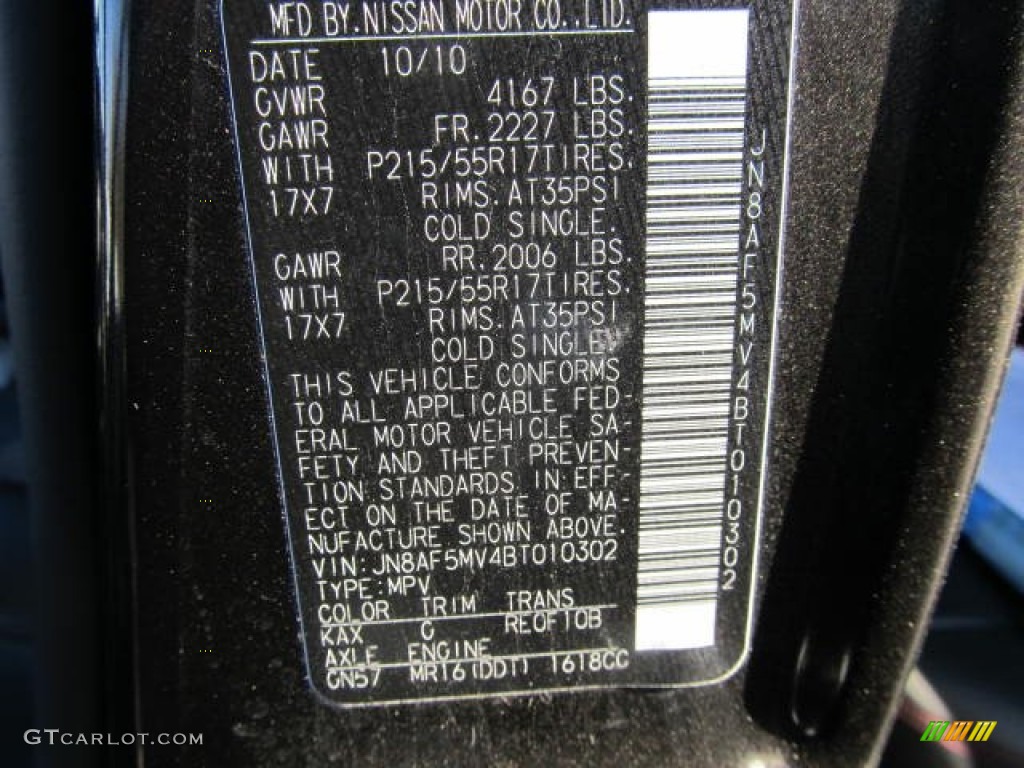 MFD BY.NISSAN MOTOR CO.,LTD.
DATE 10/10
GVWR 4167 LBS.
GAWR FR.2227 LBS.
WITH P215/55R17TIRES.
17X7 RIMS.AT35PSI
COLD SINGLE.
GAWR RR.2006 LBS.
WITH P215/55R17TIRES.
17X7 RIMS.AT35PSI
COLD SINGLE
THIS VEHICLE CONFORMS
TO ALL APPLICABLE FED-
ERAL MOTOR VEHICLE SA-
FETY AND THEFT PREVEN-
TION STANDARDS IN EFF-
ECT ON THE DATE OF MA-
NUFACTURE SHOWN ABOVE.
VIN:JN8AF5MV4BT010302
TYPE:MPV
COLOR TRIM TRANS
KAX C RE0F10B
AXLE ENGINE
GN57 MR16(DDT) 1618CC
JN8AF5MV4BT010302
GTCARLOT.COM